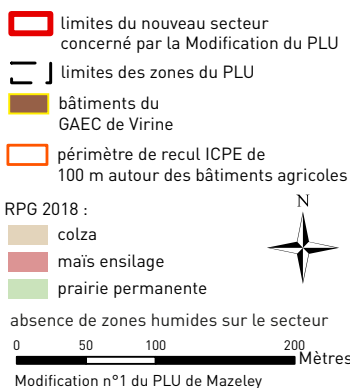 limites du nouveau secteur
concerné par la Modification du PLU
limites des zones du PLU
bâtiments du
GAEC de Virine
périmètre de recul ICPE de
100 m autour des bâtiments agricoles
RPG 2018 :
N
colza
maïs ensilage
prairie permanente
absence de zones humides sur le secteur
0 50 100 200
Mètres
Modification n°1 du PLU de Mazeley